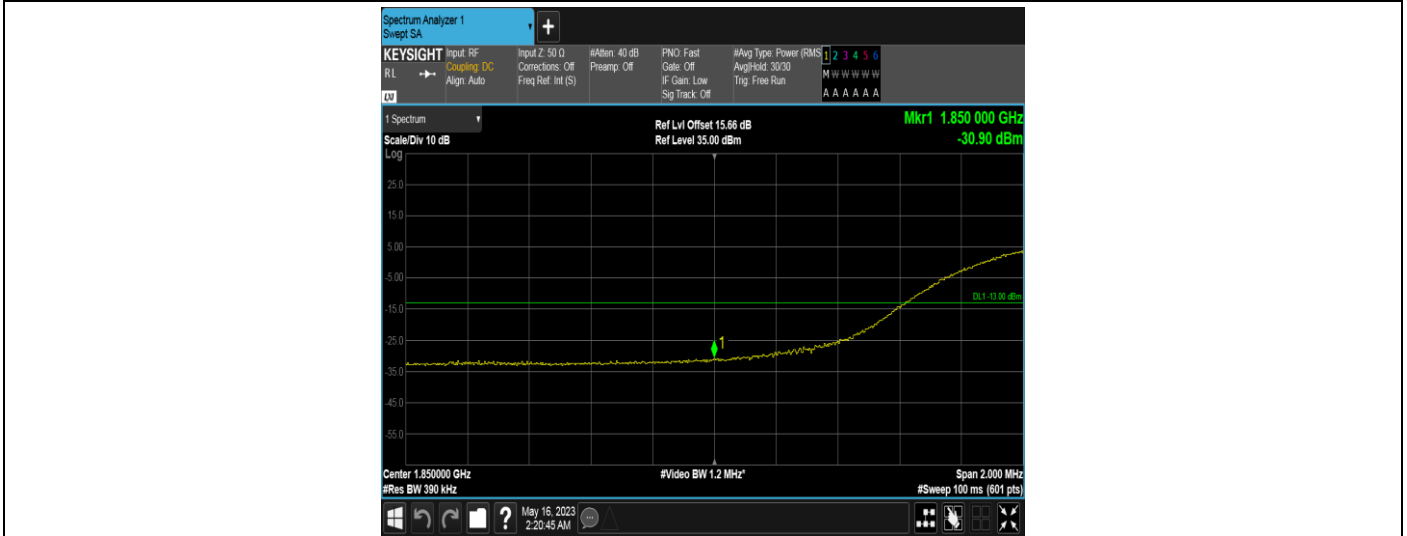 Spectrum Analyzer 1
Swept SA
+
KEYSIGHT
RL
LXI
Input: RF
Coupling: DC
Align: Auto
Input Z: 50 Ω
Corrections: Off
Freq Ref: Int (S)
#Atten: 40 dB
Preamp: Off
PNO: Fast
Gate: Off
IF Gain: Low
Sig Track: Off
#Avg Type: Power (RMS
Avg|Hold: 30/30
Trig: Free Run
1 2 3 4 5 6
M W W W W W
A A A A A A
1 Spectrum
Scale/Div 10 dB
Ref Lvl Offset 15.66 dB
Ref Level 35.00 dBm
Mkr1 1.850 000 GHz
-30.90 dBm
Log
25.0
15.0
5.00
-5.00
DL1 -13.00 dBm
-15.0
-25.0
1
-35.0
-45.0
-55.0
Center 1.850000 GHz
#Video BW 1.2 MHz*
Span 2.000 MHz
#Res BW 390 kHz
#Sweep 100 ms (601 pts)
?
May 16, 2023
2:20:45 AM